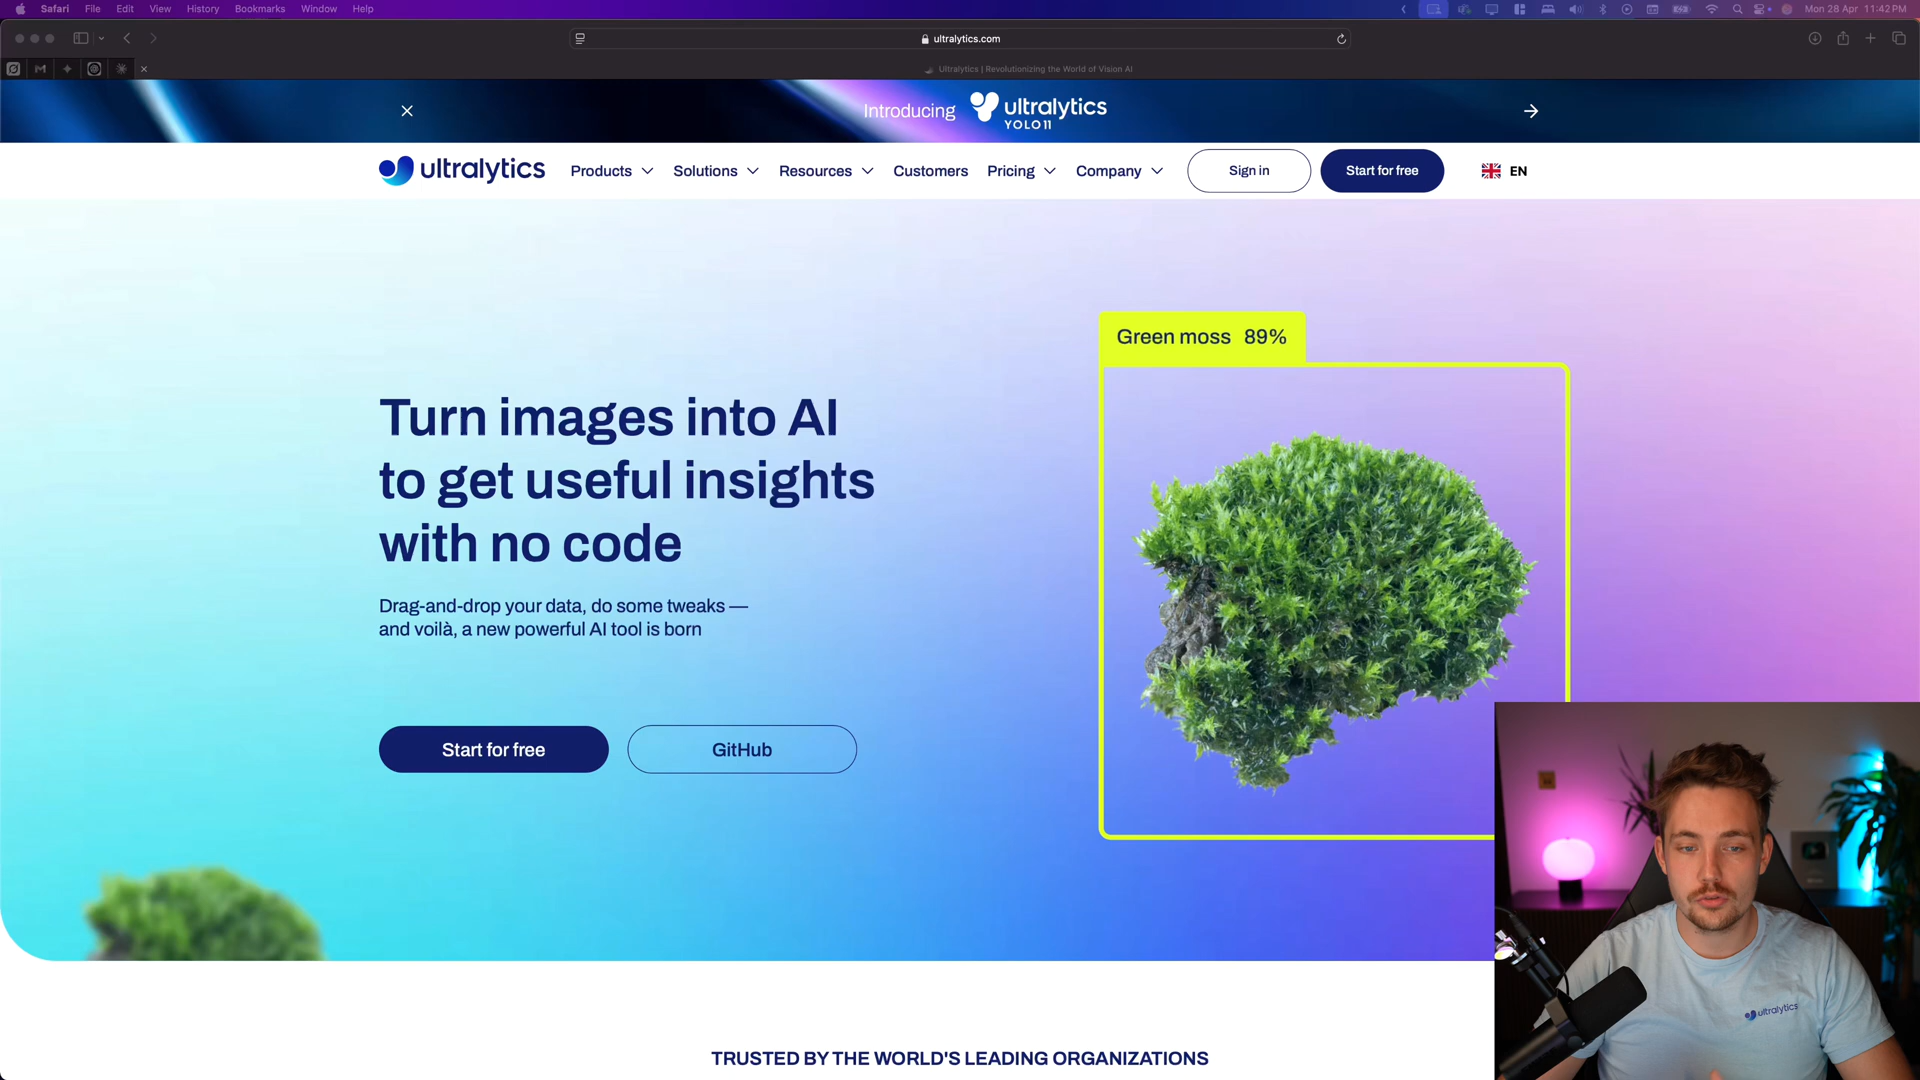 Safari File Edit View History Bookmarks Window Help
Mon 28 Apr 11:42 PM
ultralytics.com
Ultralytics | Revolutionizing the World of Vision AI
Introducing ultralytics
YOLO11
ultralytics Products Solutions Resources Customers Pricing Company Sign in Start for free EN
Green moss 89%
Turn images into AI
to get useful insights
with no code
Drag-and-drop your data, do some tweaks —
and voilà, a new powerful AI tool is born
Start for free GitHub
ultralytics
TRUSTED BY THE WORLD'S LEADING ORGANIZATIONS